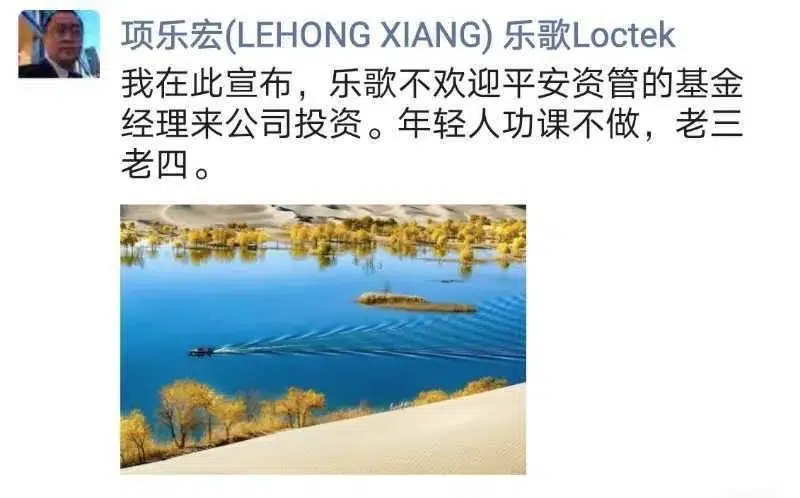 项乐宏(LEHONG XIANG) 乐歌Loctek
我在此宣布，乐歌不欢迎平安资管的基金
经理来公司投资。年轻人功课不做，老三
老四。